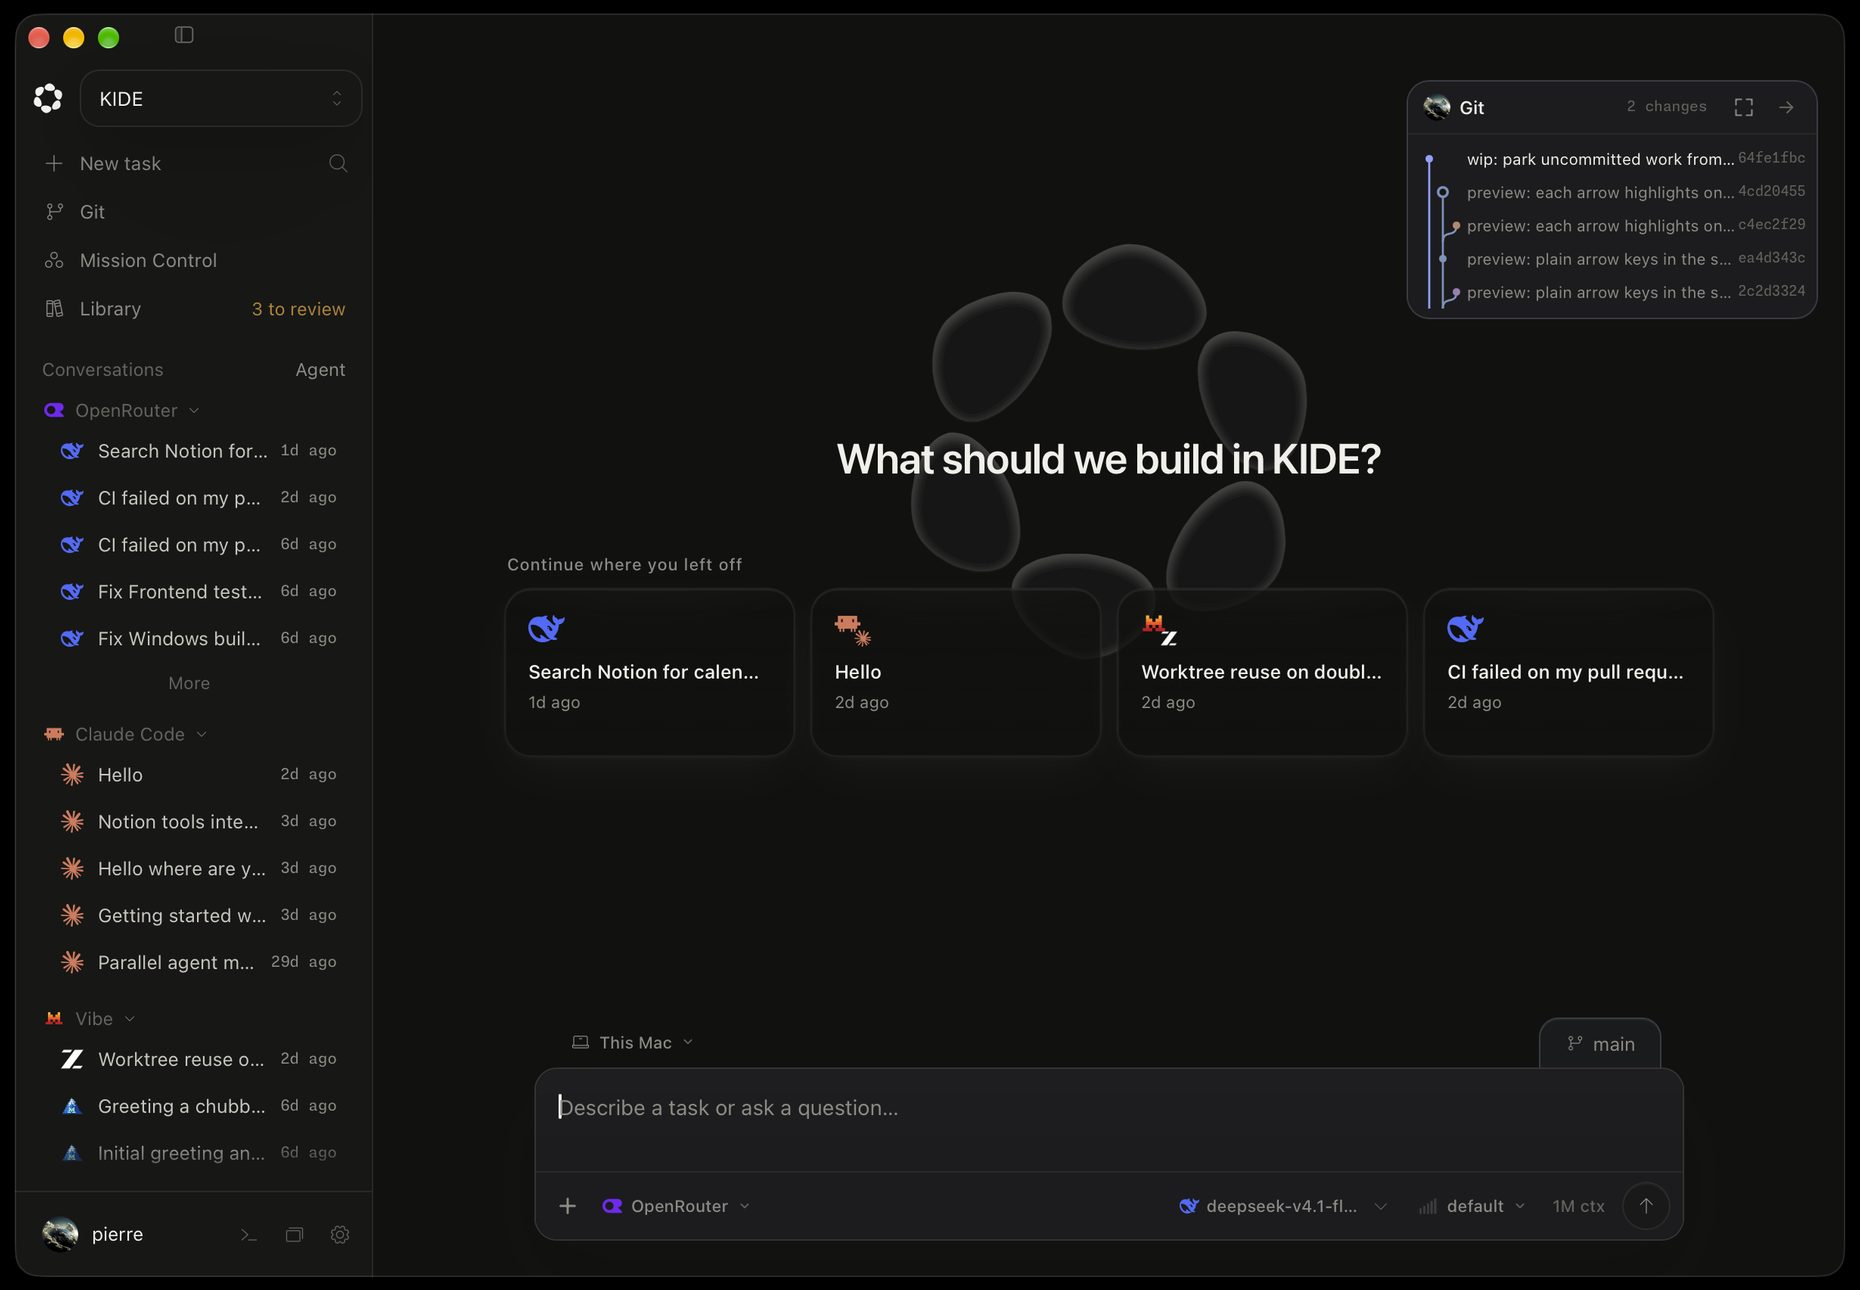 KIDE
New task
Git
Mission Control
Library 3 to review
Conversations Agent
OpenRouter
Search Notion for... 1d ago
CI failed on my p... 2d ago
CI failed on my p... 6d ago
Fix Frontend test... 6d ago
Fix Windows buil... 6d ago
More
Claude Code
Hello 2d ago
Notion tools inte... 3d ago
Hello where are y... 3d ago
Getting started w... 3d ago
Parallel agent m... 29d ago
Vibe
Worktree reuse o... 2d ago
Greeting a chubb... 6d ago
Initial greeting an... 6d ago
pierre
Git 2 changes
wip: park uncommitted work from... 64fe1fbc
preview: each arrow highlights on... 4cd20455
preview: each arrow highlights on... c4ec2f29
preview: plain arrow keys in the s... ea4d343c
preview: plain arrow keys in the s... 2c2d3324
What should we build in KIDE?
Continue where you left off
Search Notion for calen...
1d ago
Hello
2d ago
Worktree reuse on doubl...
2d ago
CI failed on my pull requ...
2d ago
This Mac
main
Describe a task or ask a question...
OpenRouter
deepseek-v4.1-fl...
default
1M ctx